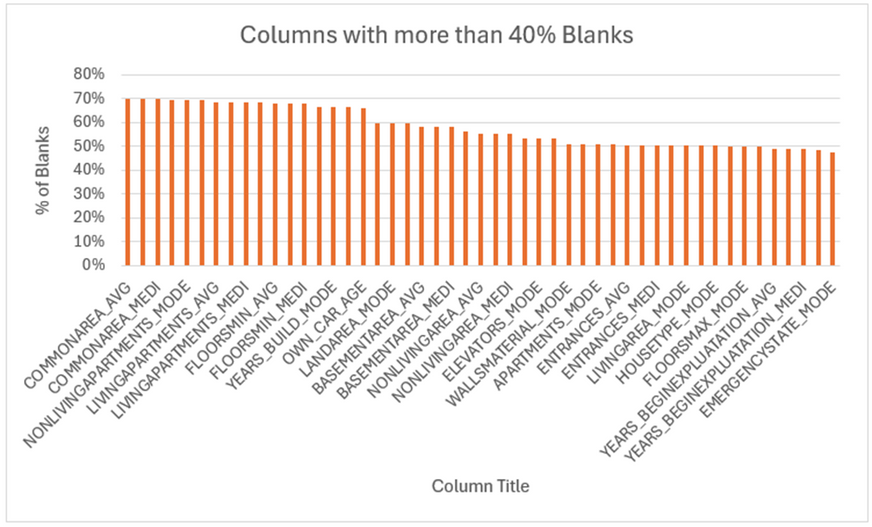 Columns with more than 40% Blanks
% of Blanks
80%
70%
60%
50%
40%
30%
20%
10%
0%
COMMONAREA_AVG
COMMONAREA_MEDI
NONLIVINGAPARTMENTS_MODE
LIVINGAPARTMENTS_AVG
LIVINGAPARTMENTS_MEDI
FLOORSMIN_AVG
FLOORSMIN_MEDI
YEARS_BUILD_MODE
OWN_CAR_AGE
LANDAREA_MODE
BASEMENTAREA_AVG
BASEMENTAREA_MEDI
NONLIVINGAREA_AVG
NONLIVINGAREA_MEDI
ELEVATORS_MODE
WALLSMATERIAL_MODE
APARTMENTS_MODE
ENTRANCES_AVG
ENTRANCES_MEDI
LIVINGAREA_MODE
HOUSETYPE_MODE
FLOORSMAX_MODE
YEARS_BEGINEXPLUATATION_AVG
YEARS_BEGINEXPLUATATION_MEDI
EMERGENCYSTATE_MODE
Column Title